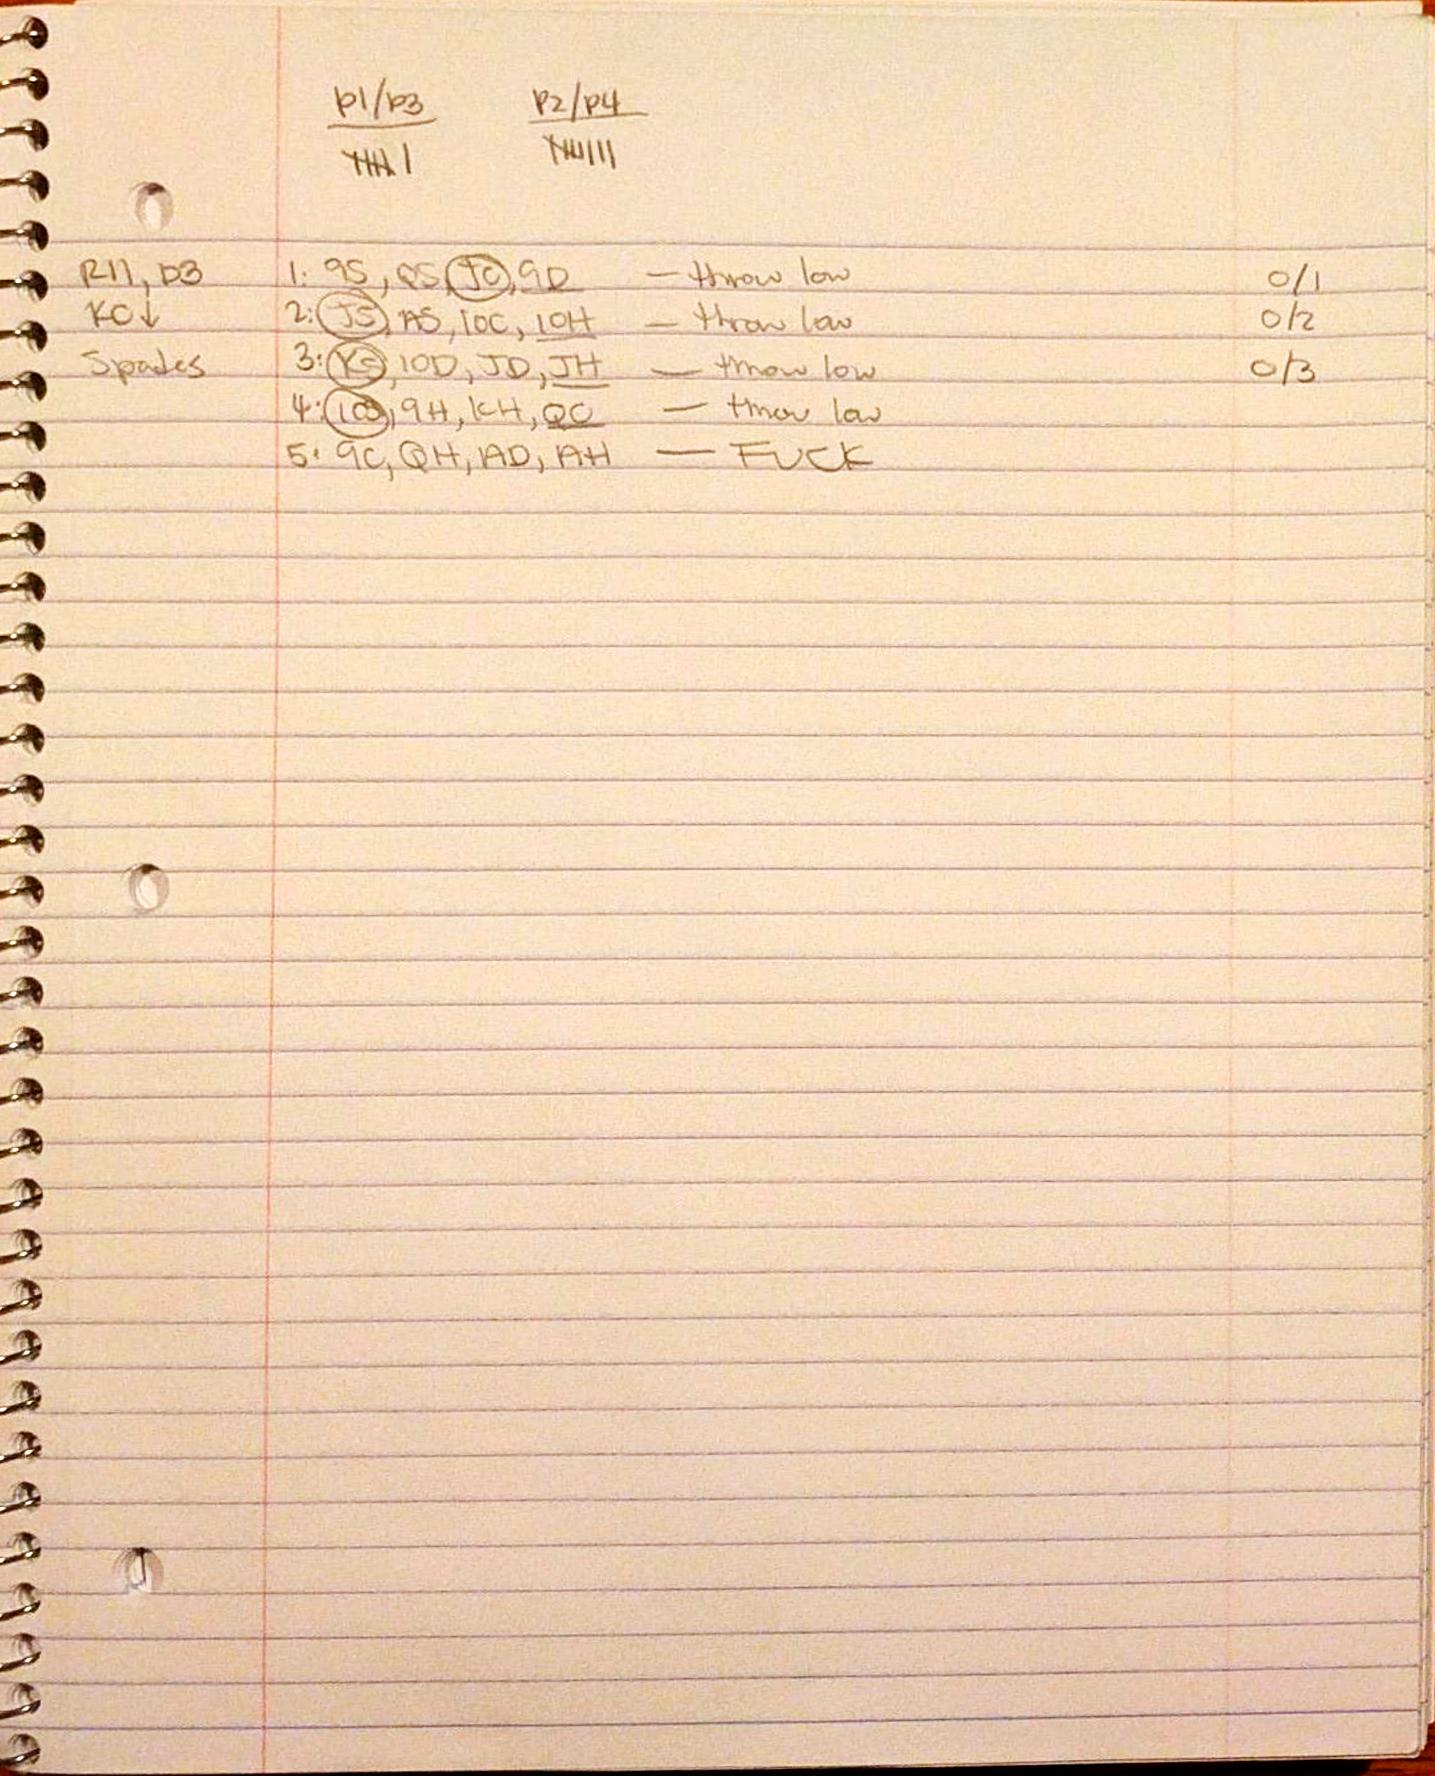 P1/P3 P2/P4
R11, P3 1: 9S, QS, JC, 9D — throw low 0/1
KC↓ 2: JS, AS, 10C, 10H — throw low 0/2
Spades 3: KS, 10D, JD, JH — throw low 0/3
4: 10S, 9H, KH, QC — throw low
5: 9C, QH, AD, AH — FUCK